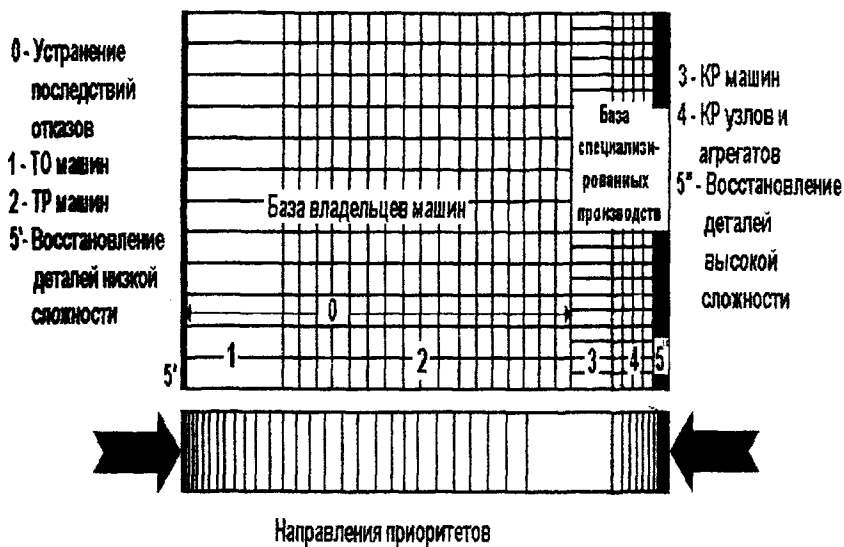 0 - Устранение
последствий
отказов
1 - ТО машин
2 - ТР машин
5' - Восстановление
деталей низкой
сложности
База владельцев машин
База
специализи-
рованных
производств
3 - КР машин
4 - КР узлов и
агрегатов
5" - Восстановление
деталей
высокой
сложности
0
5' 1 2 3 4 5"
Направления приоритетов